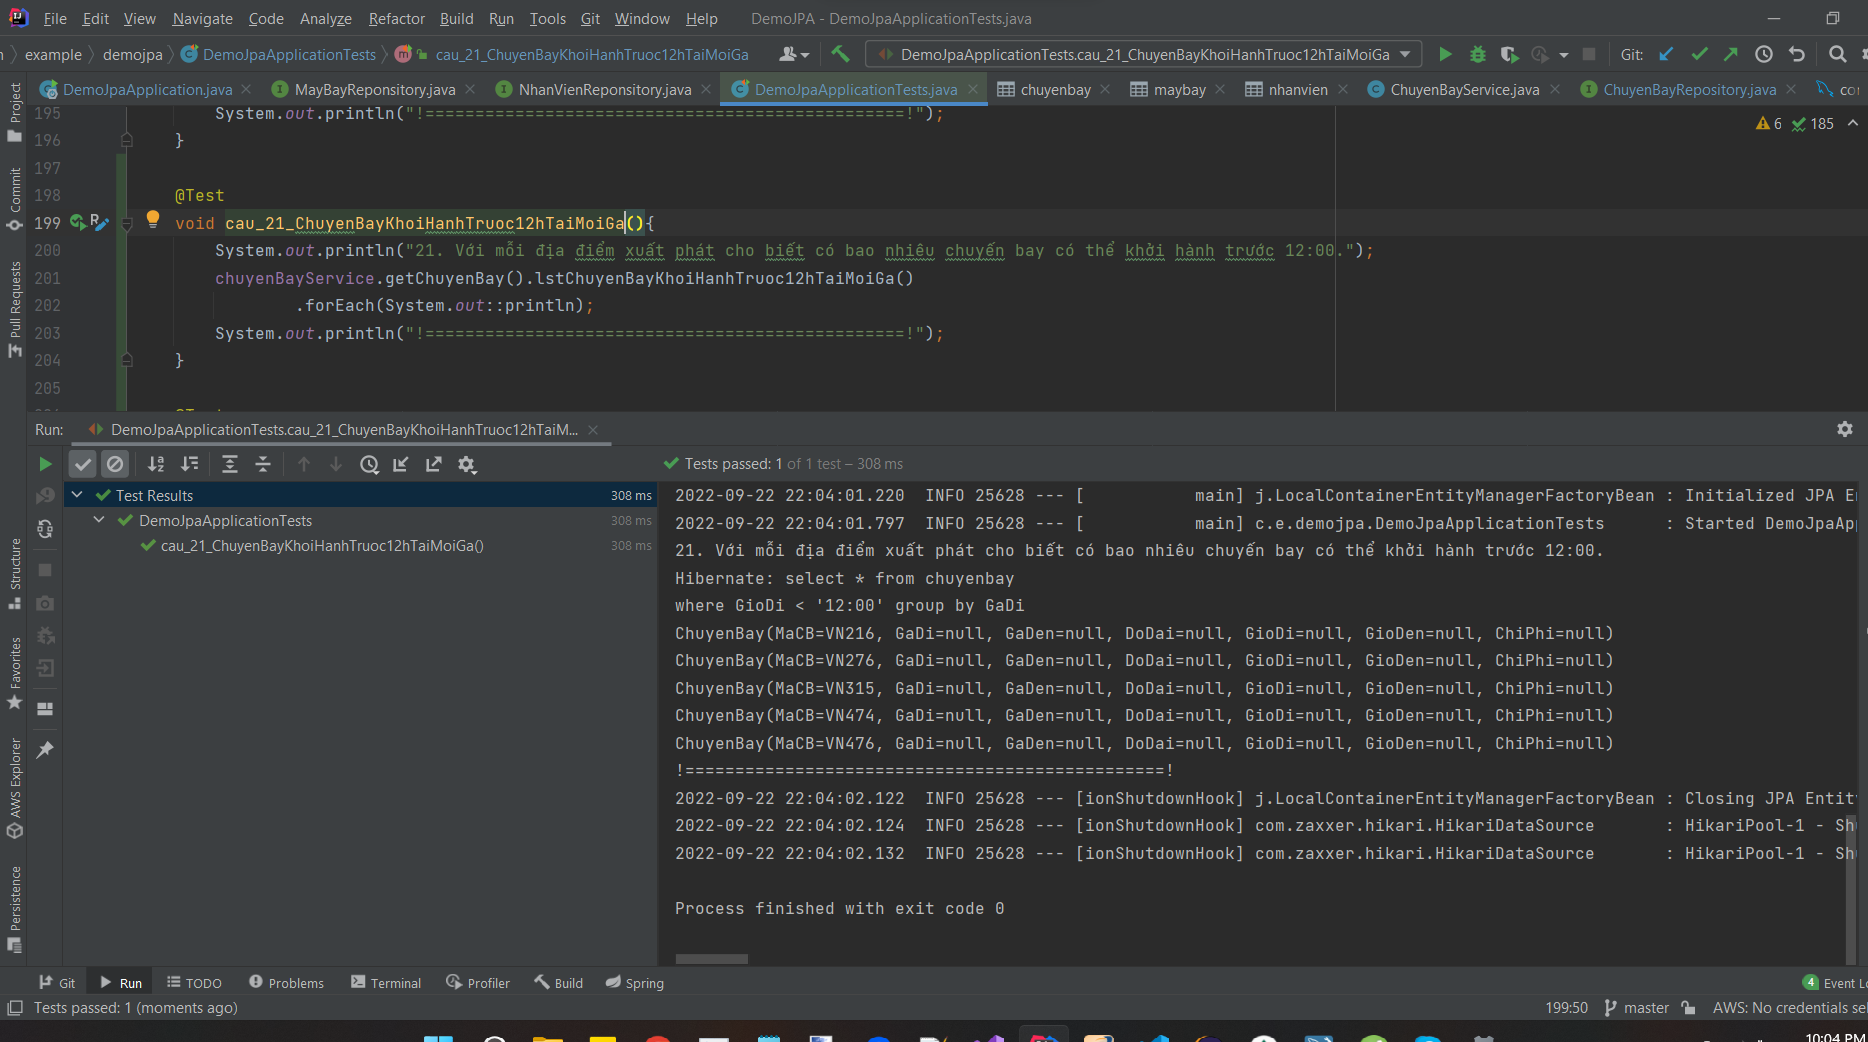 File Edit View Navigate Code Analyze Refactor Build Run Tools Git Window Help DemoJPA - DemoJpaApplicationTests.java
example demojpa DemoJpaApplicationTests cau_21_ChuyenBayKhoiHanhTruoc12hTaiMoiGa DemoJpaApplicationTests.cau_21_ChuyenBayKhoiHanhTruoc12hTaiMoiGa Git:
DemoJpaApplication.java MayBayReponsitory.java NhanVienReponsitory.java DemoJpaApplicationTests.java chuyenbay maybay nhanvien ChuyenBayService.java ChuyenBayRepository.java
Project
Commit
Pull Requests
Structure
Favorites
AWS Explorer
Persistence
6 185
195 System.out.println("!================================================!");
196 }
197
198 @Test
199 void cau_21_ChuyenBayKhoiHanhTruoc12hTaiMoiGa(){
200 System.out.println("21. Với mỗi địa điểm xuất phát cho biết có bao nhiêu chuyến bay có thể khởi hành trước 12:00.");
201 chuyenBayService.getChuyenBay().lstChuyenBayKhoiHanhTruoc12hTaiMoiGa()
202 .forEach(System.out::println);
203 System.out.println("!================================================!");
204 }
205
Run: DemoJpaApplicationTests.cau_21_ChuyenBayKhoiHanhTruoc12hTaiM...
Tests passed: 1 of 1 test – 308 ms
Test Results 308 ms
DemoJpaApplicationTests 308 ms
cau_21_ChuyenBayKhoiHanhTruoc12hTaiMoiGa() 308 ms
2022-09-22 22:04:01.220 INFO 25628 --- [ main] j.LocalContainerEntityManagerFactoryBean : Initialized JPA
2022-09-22 22:04:01.797 INFO 25628 --- [ main] c.e.demojpa.DemoJpaApplicationTests : Started DemoJpaAp
21. Với mỗi địa điểm xuất phát cho biết có bao nhiêu chuyến bay có thể khởi hành trước 12:00.
Hibernate: select * from chuyenbay
where GioDi < '12:00' group by GaDi
ChuyenBay(MaCB=VN216, GaDi=null, GaDen=null, DoDai=null, GioDi=null, GioDen=null, ChiPhi=null)
ChuyenBay(MaCB=VN276, GaDi=null, GaDen=null, DoDai=null, GioDi=null, GioDen=null, ChiPhi=null)
ChuyenBay(MaCB=VN315, GaDi=null, GaDen=null, DoDai=null, GioDi=null, GioDen=null, ChiPhi=null)
ChuyenBay(MaCB=VN474, GaDi=null, GaDen=null, DoDai=null, GioDi=null, GioDen=null, ChiPhi=null)
ChuyenBay(MaCB=VN476, GaDi=null, GaDen=null, DoDai=null, GioDi=null, GioDen=null, ChiPhi=null)
!================================================!
2022-09-22 22:04:02.122 INFO 25628 --- [ionShutdownHook] j.LocalContainerEntityManagerFactoryBean : Closing JPA Entit
2022-09-22 22:04:02.124 INFO 25628 --- [ionShutdownHook] com.zaxxer.hikari.HikariDataSource : HikariPool-1 - Sh
2022-09-22 22:04:02.132 INFO 25628 --- [ionShutdownHook] com.zaxxer.hikari.HikariDataSource : HikariPool-1 - Sh
Process finished with exit code 0
Git Run TODO Problems Terminal Profiler Build Spring 4 Event Lo
Tests passed: 1 (moments ago) 199:50 master AWS: No credentials sel
10:04 PM